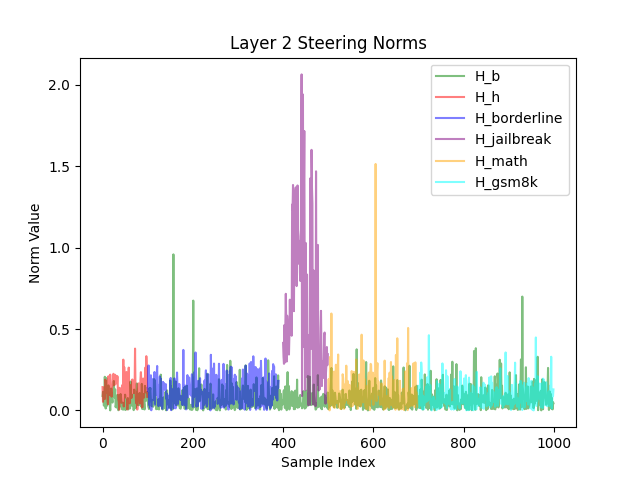 Layer 2 Steering Norms
Norm Value
2.0
1.5
1.0
0.5
0.0
H_b
H_h
H_borderline
H_jailbreak
H_math
H_gsm8k
0
200
400
600
800
1000
Sample Index